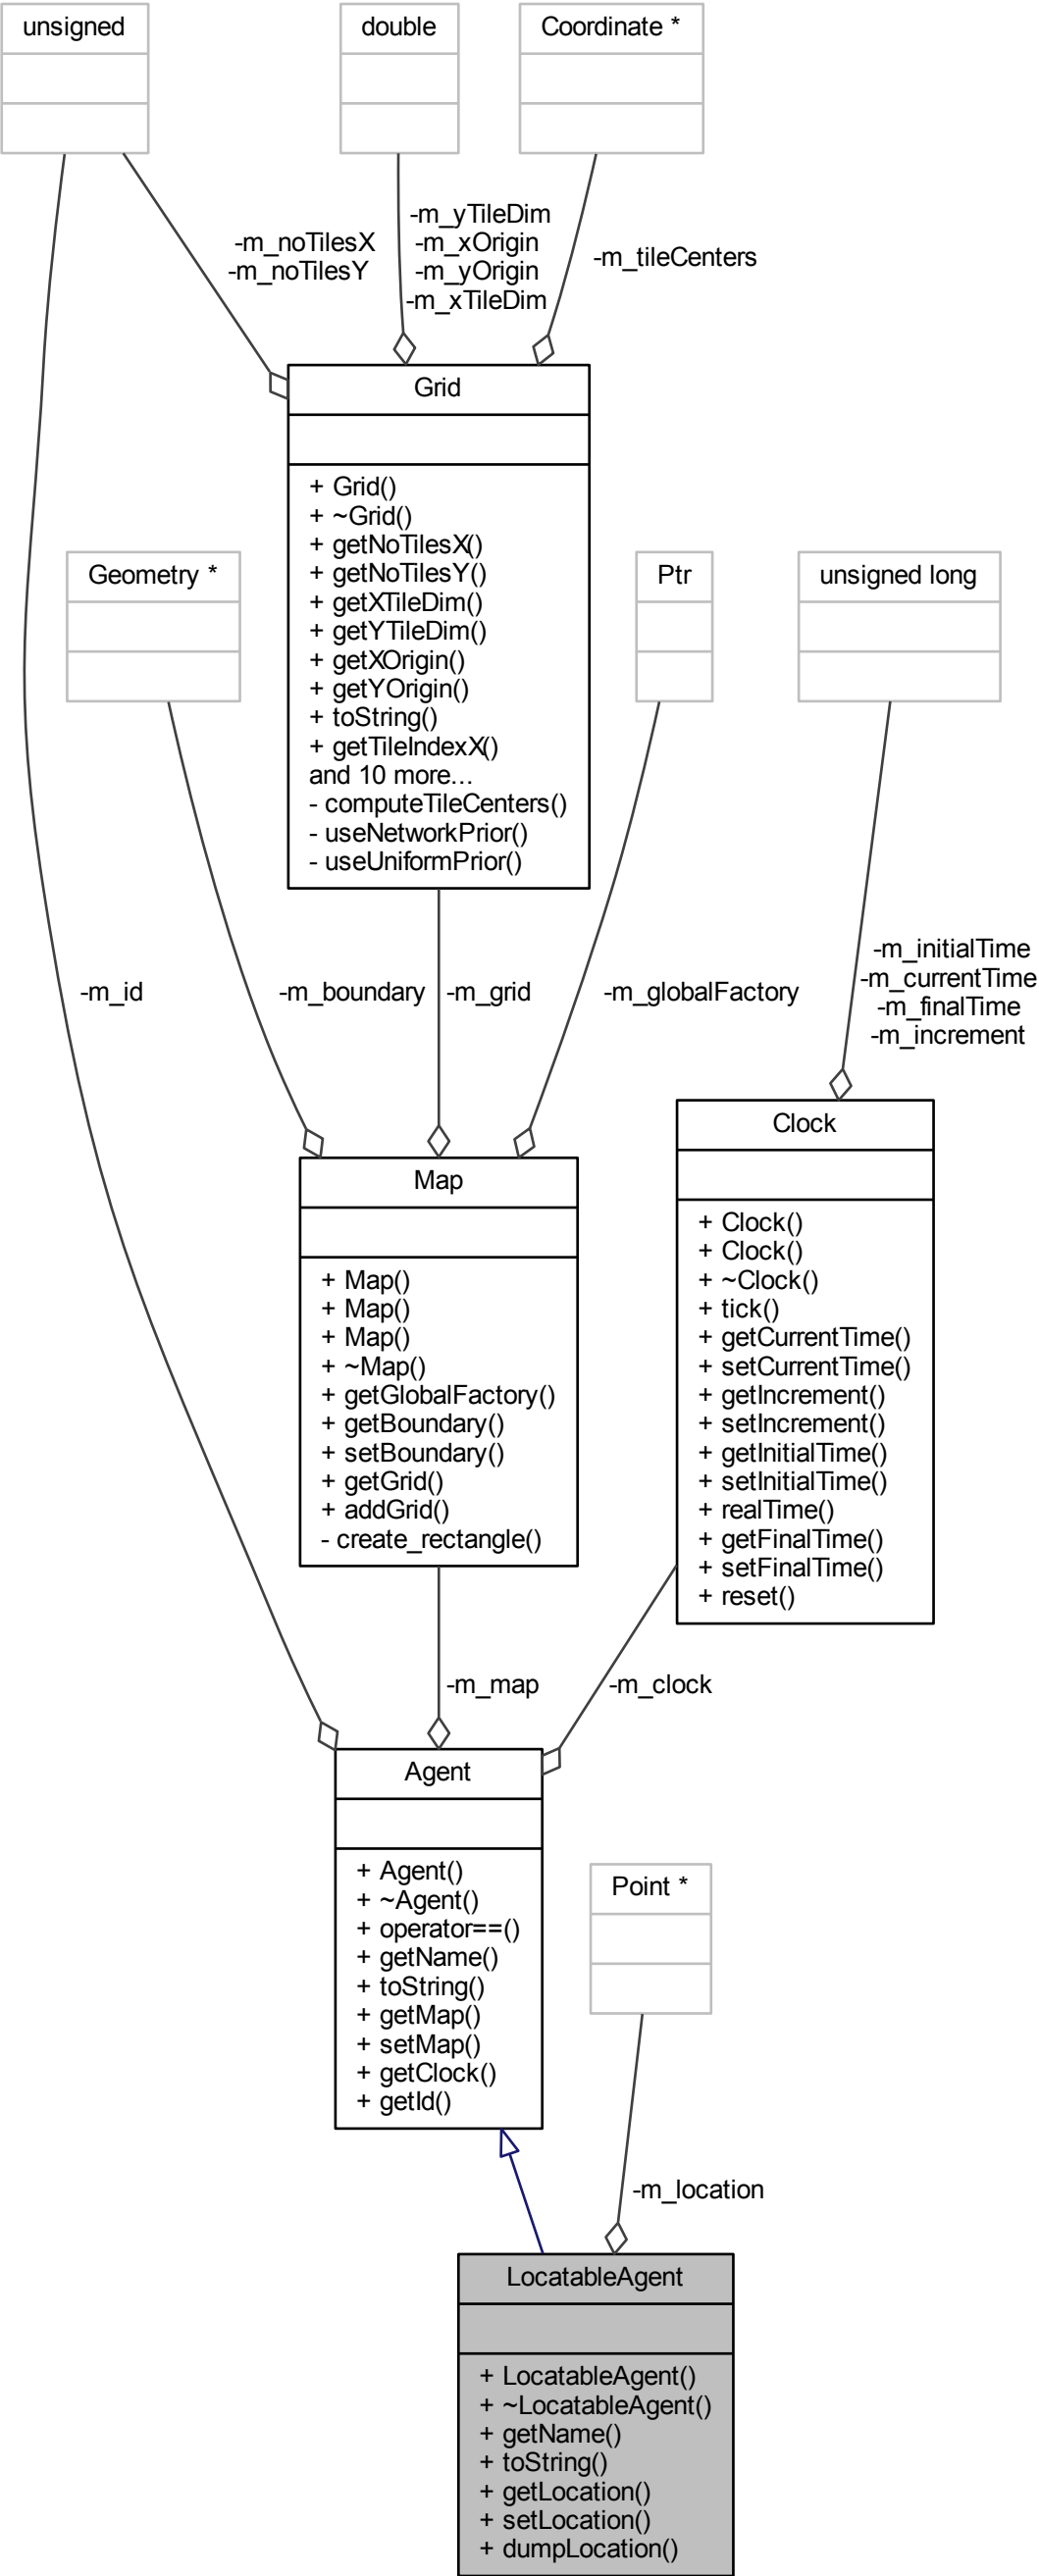 unsigned
double
Coordinate *
-m_noTilesX
-m_noTilesY
-m_yTileDim
-m_xOrigin
-m_yOrigin
-m_xTileDim
-m_tileCenters
Grid
+ Grid()
+ ~Grid()
+ getNoTilesX()
+ getNoTilesY()
+ getXTileDim()
+ getYTileDim()
+ getXOrigin()
+ getYOrigin()
+ toString()
+ getTileIndexX()
and 10 more...
- computeTileCenters()
- useNetworkPrior()
- useUniformPrior()
Geometry *
Ptr
unsigned long
-m_id
-m_boundary
-m_grid
-m_globalFactory
-m_initialTime
-m_currentTime
-m_finalTime
-m_increment
Map
+ Map()
+ Map()
+ Map()
+ ~Map()
+ getGlobalFactory()
+ getBoundary()
+ setBoundary()
+ getGrid()
+ addGrid()
- create_rectangle()
Clock
+ Clock()
+ Clock()
+ ~Clock()
+ tick()
+ getCurrentTime()
+ setCurrentTime()
+ getIncrement()
+ setIncrement()
+ getInitialTime()
+ setInitialTime()
+ realTime()
+ getFinalTime()
+ setFinalTime()
+ reset()
-m_map
-m_clock
Agent
+ Agent()
+ ~Agent()
+ operator==()
+ getName()
+ toString()
+ getMap()
+ setMap()
+ getClock()
+ getId()
Point *
-m_location
LocatableAgent
+ LocatableAgent()
+ ~LocatableAgent()
+ getName()
+ toString()
+ getLocation()
+ setLocation()
+ dumpLocation()